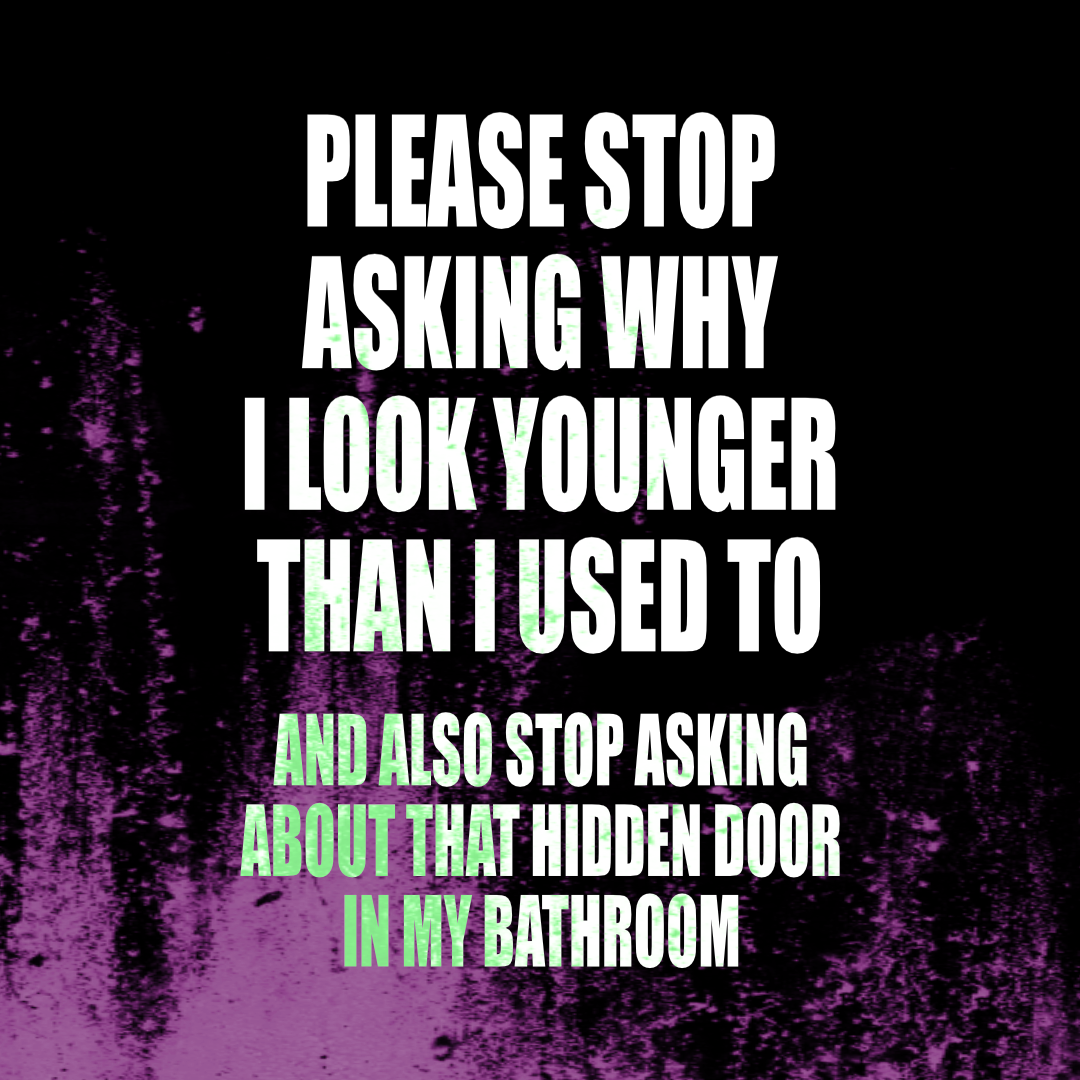 PLEASE STOP
ASKING WHY
I LOOK YOUNGER
THAN I USED TO
AND ALSO STOP ASKING
ABOUT THAT HIDDEN DOOR
IN MY BATHROOM